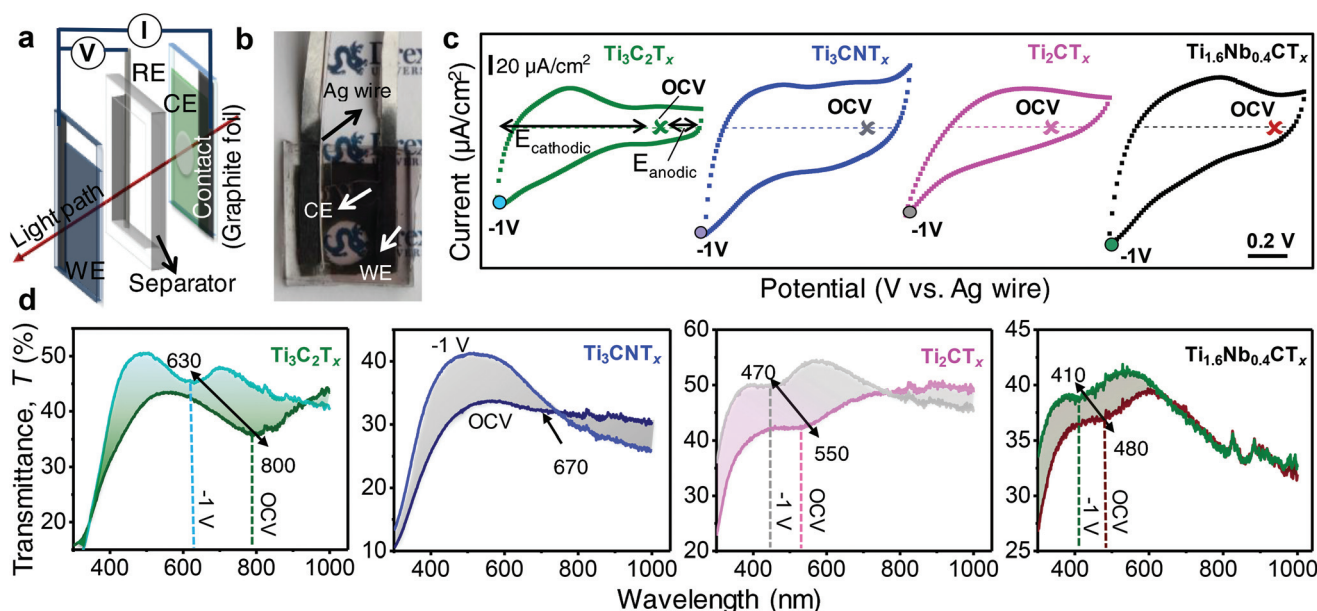 a
I
V
RE
CE
WE
Contact
(Graphite foil)
Light path
Separator
b
Drexel
UNIVERSITY
Ag wire
CE
WE
c
Current (µA/cm²)
20 µA/cm²
Ti₃C₂Tₓ
OCV
E_cathodic
E_anodic
-1V
Ti₃CNTₓ
OCV
-1V
Ti₂CTₓ
OCV
-1V
Ti₁.₆Nb₀.₄CTₓ
OCV
-1V
0.2 V
Potential (V vs. Ag wire)
d
Transmittance, T (%)
50
40
30
20
Ti₃C₂Tₓ
630
800
-1 V
OCV
400 600 800 1000
40
30
20
10
Ti₃CNTₓ
-1 V
OCV
670
400 600 800 1000
60
50
40
30
20
Ti₂CTₓ
470
550
-1 V
OCV
400 600 800 1000
45
40
35
30
25
Ti₁.₆Nb₀.₄CTₓ
410
480
-1 V
OCV
400 600 800 1000
Wavelength (nm)